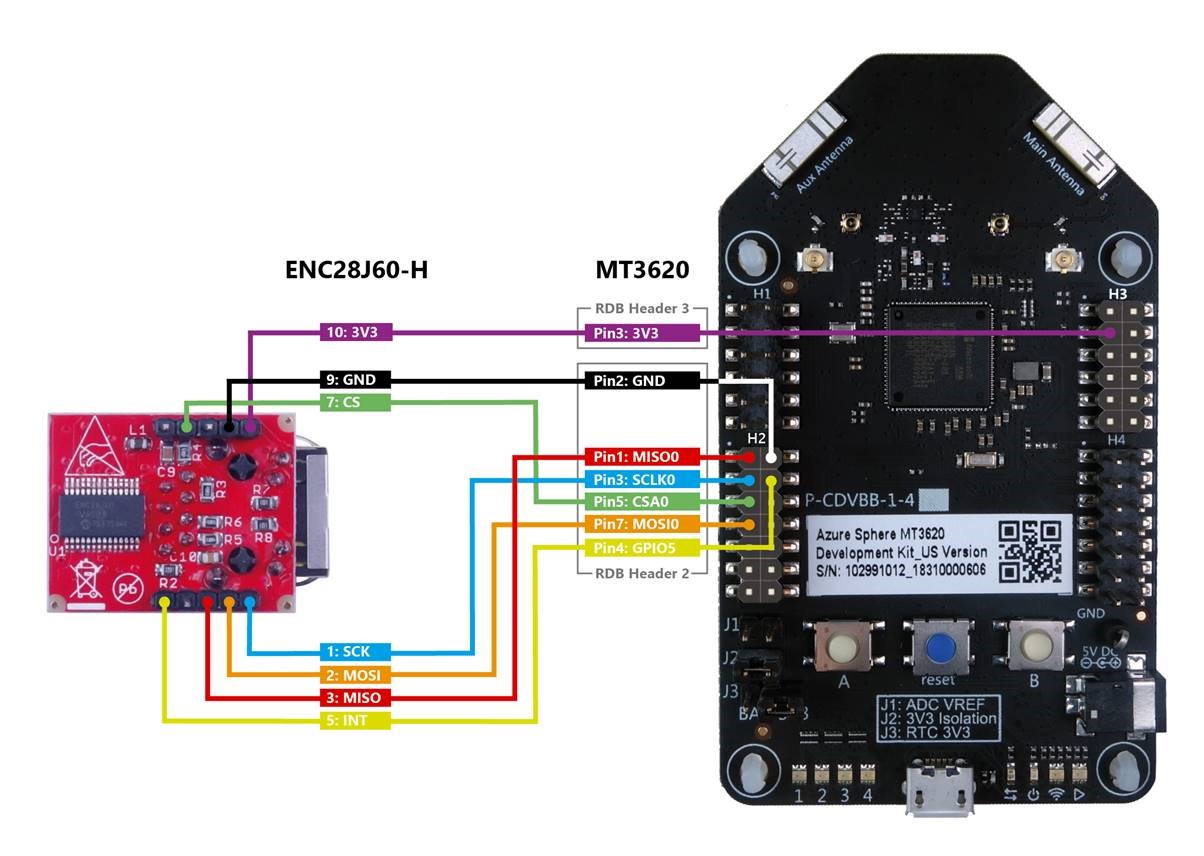 ENC28J60-H
MT3620
RDB Header 3
10: 3V3
Pin3: 3V3
9: GND
Pin2: GND
7: CS
Pin1: MISO0
Pin3: SCLK0
Pin5: CSA0
Pin7: MOSI0
Pin4: GPIO5
RDB Header 2
1: SCK
2: MOSI
3: MISO
5: INT
L1
R4
C9
R3
R7
R6
R5
R8
C10
U1
R2
Pb
Aux Antenna
Main Antenna
H1
H3
H2
H4
P-CDVBB-1-4
Azure Sphere MT3620
Development Kit_US Version
S/N: 102991012_18310000606
GND
5V DC
J1
J2
J3
A
reset
B
J1: ADC VREF
J2: 3V3 Isolation
J3: RTC 3V3
1 2 3 4